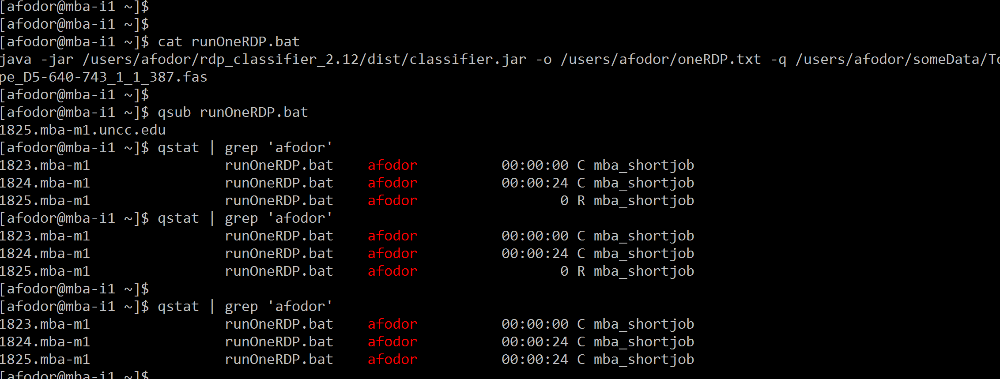 [afodor@mba-i1 ~]$
[afodor@mba-i1 ~]$
[afodor@mba-i1 ~]$ cat runOneRDP.bat
java -jar /users/afodor/rdp_classifier_2.12/dist/classifier.jar -o /users/afodor/oneRDP.txt -q /users/afodor/someData/To
pe_D5-640-743_1_1_387.fas
[afodor@mba-i1 ~]$
[afodor@mba-i1 ~]$ qsub runOneRDP.bat
1825.mba-m1.uncc.edu
[afodor@mba-i1 ~]$ qstat | grep 'afodor'
1823.mba-m1 runOneRDP.bat afodor 00:00:00 C mba_shortjob
1824.mba-m1 runOneRDP.bat afodor 00:00:24 C mba_shortjob
1825.mba-m1 runOneRDP.bat afodor 0 R mba_shortjob
[afodor@mba-i1 ~]$ qstat | grep 'afodor'
1823.mba-m1 runOneRDP.bat afodor 00:00:00 C mba_shortjob
1824.mba-m1 runOneRDP.bat afodor 00:00:24 C mba_shortjob
1825.mba-m1 runOneRDP.bat afodor 0 R mba_shortjob
[afodor@mba-i1 ~]$
[afodor@mba-i1 ~]$ qstat | grep 'afodor'
1823.mba-m1 runOneRDP.bat afodor 00:00:00 C mba_shortjob
1824.mba-m1 runOneRDP.bat afodor 00:00:24 C mba_shortjob
1825.mba-m1 runOneRDP.bat afodor 00:00:24 C mba_shortjob
[afodor@mba-i1 ~]$